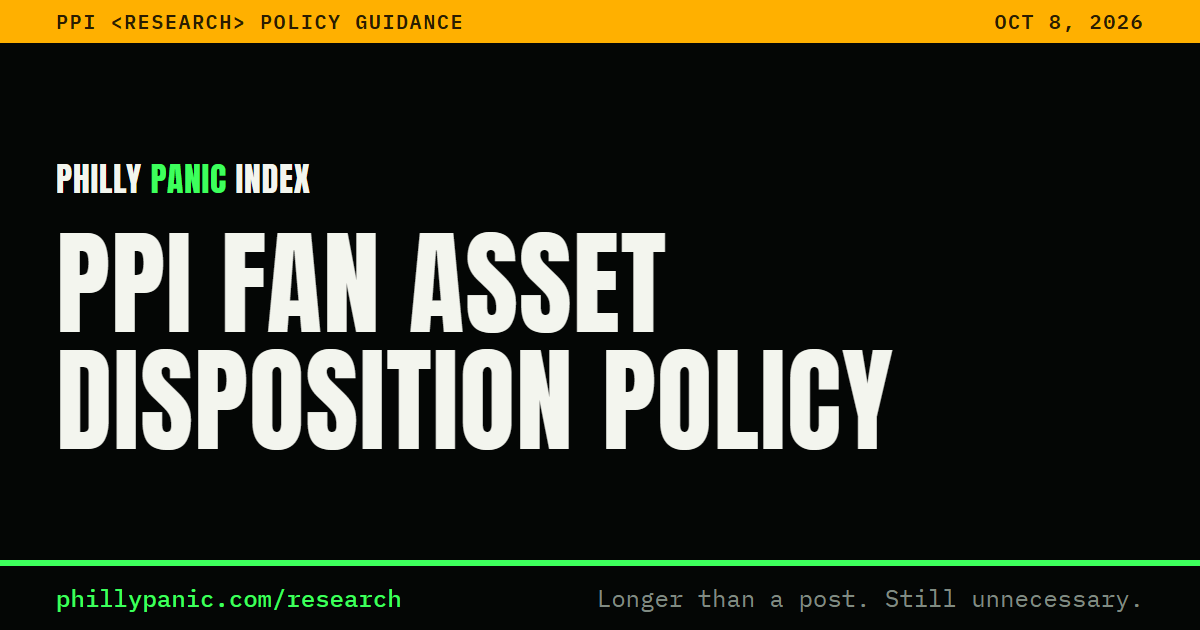 PPI <RESEARCH> POLICY GUIDANCE
OCT 8, 2026
PHILLY PANIC INDEX
PPI FAN ASSET
DISPOSITION POLICY
phillypanic.com/research
Longer than a post. Still unnecessary.